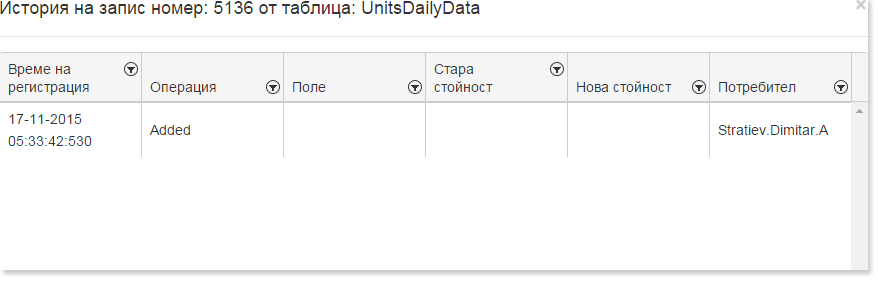 История на запис номер: 5136 от таблица: UnitsDailyData
Време на
регистрация
Операция
Поле
Стара
стойност
Нова стойност
Потребител
17-11-2015
05:33:42:530
Added
Stratiev.Dimitar.A